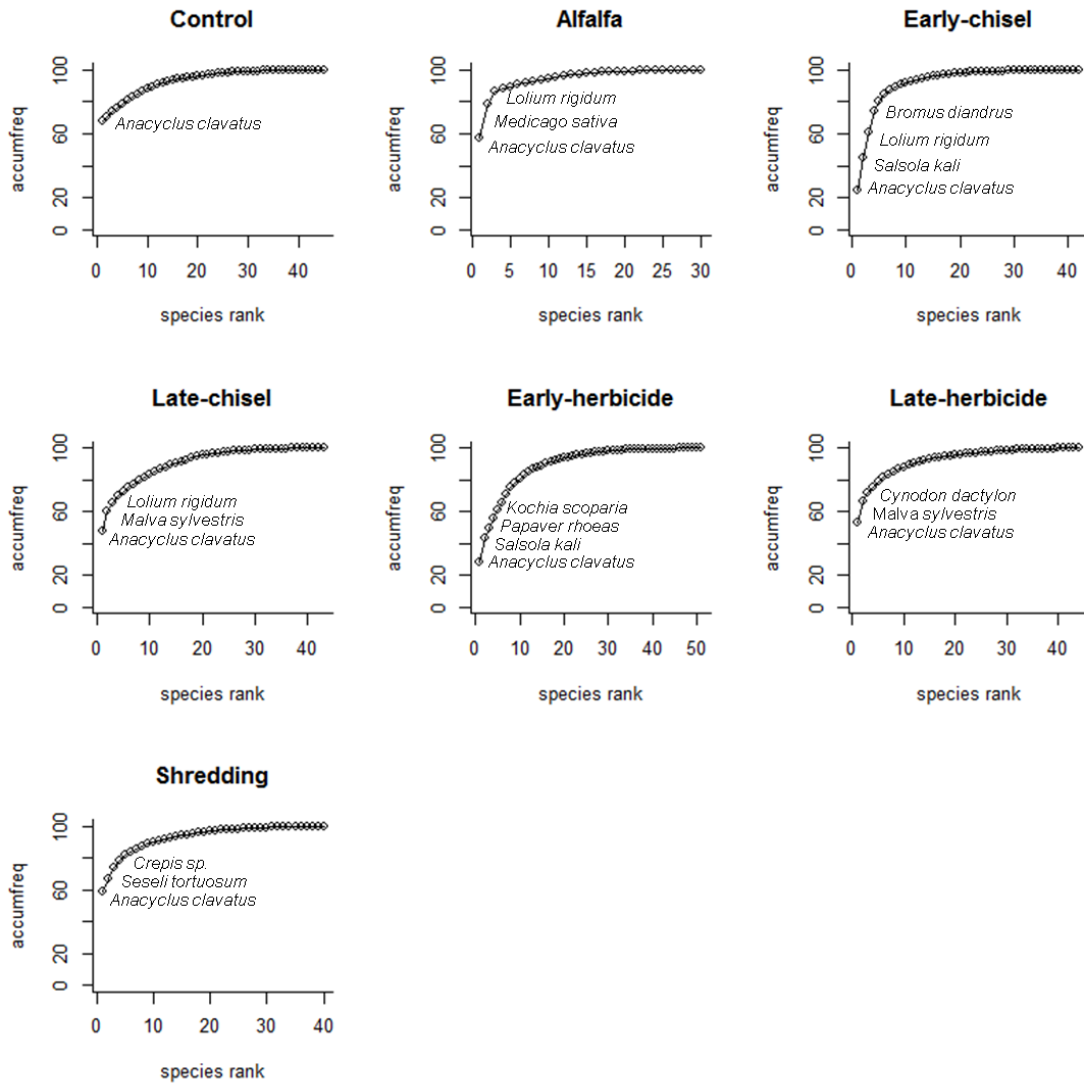 Control
accumfreq
0 20 60 100
Anacyclus clavatus
0 10 20 30 40
species rank
Alfalfa
accumfreq
0 20 60 100
Lolium rigidum
Medicago sativa
Anacyclus clavatus
0 5 10 15 20 25 30
species rank
Early-chisel
accumfreq
0 20 60 100
Bromus diandrus
Lolium rigidum
Salsola kali
Anacyclus clavatus
0 10 20 30 40
species rank
Late-chisel
accumfreq
0 20 60 100
Lolium rigidum
Malva sylvestris
Anacyclus clavatus
0 10 20 30 40
species rank
Early-herbicide
accumfreq
0 20 60 100
Kochia scoparia
Papaver rhoeas
Salsola kali
Anacyclus clavatus
0 10 20 30 40 50
species rank
Late-herbicide
accumfreq
0 20 60 100
Cynodon dactylon
Malva sylvestris
Anacyclus clavatus
0 10 20 30 40
species rank
Shredding
accumfreq
0 20 60 100
Crepis sp.
Seseli tortuosum
Anacyclus clavatus
0 10 20 30 40
species rank